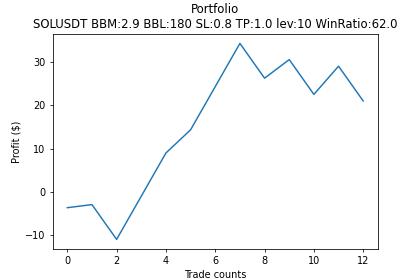 Portfolio
SOLUSDT BBM:2.9 BBL:180 SL:0.8 TP:1.0 lev:10 WinRatio:62.0
30
20
10
0
−10
Profit ($)
0 2 4 6 8 10 12
Trade counts